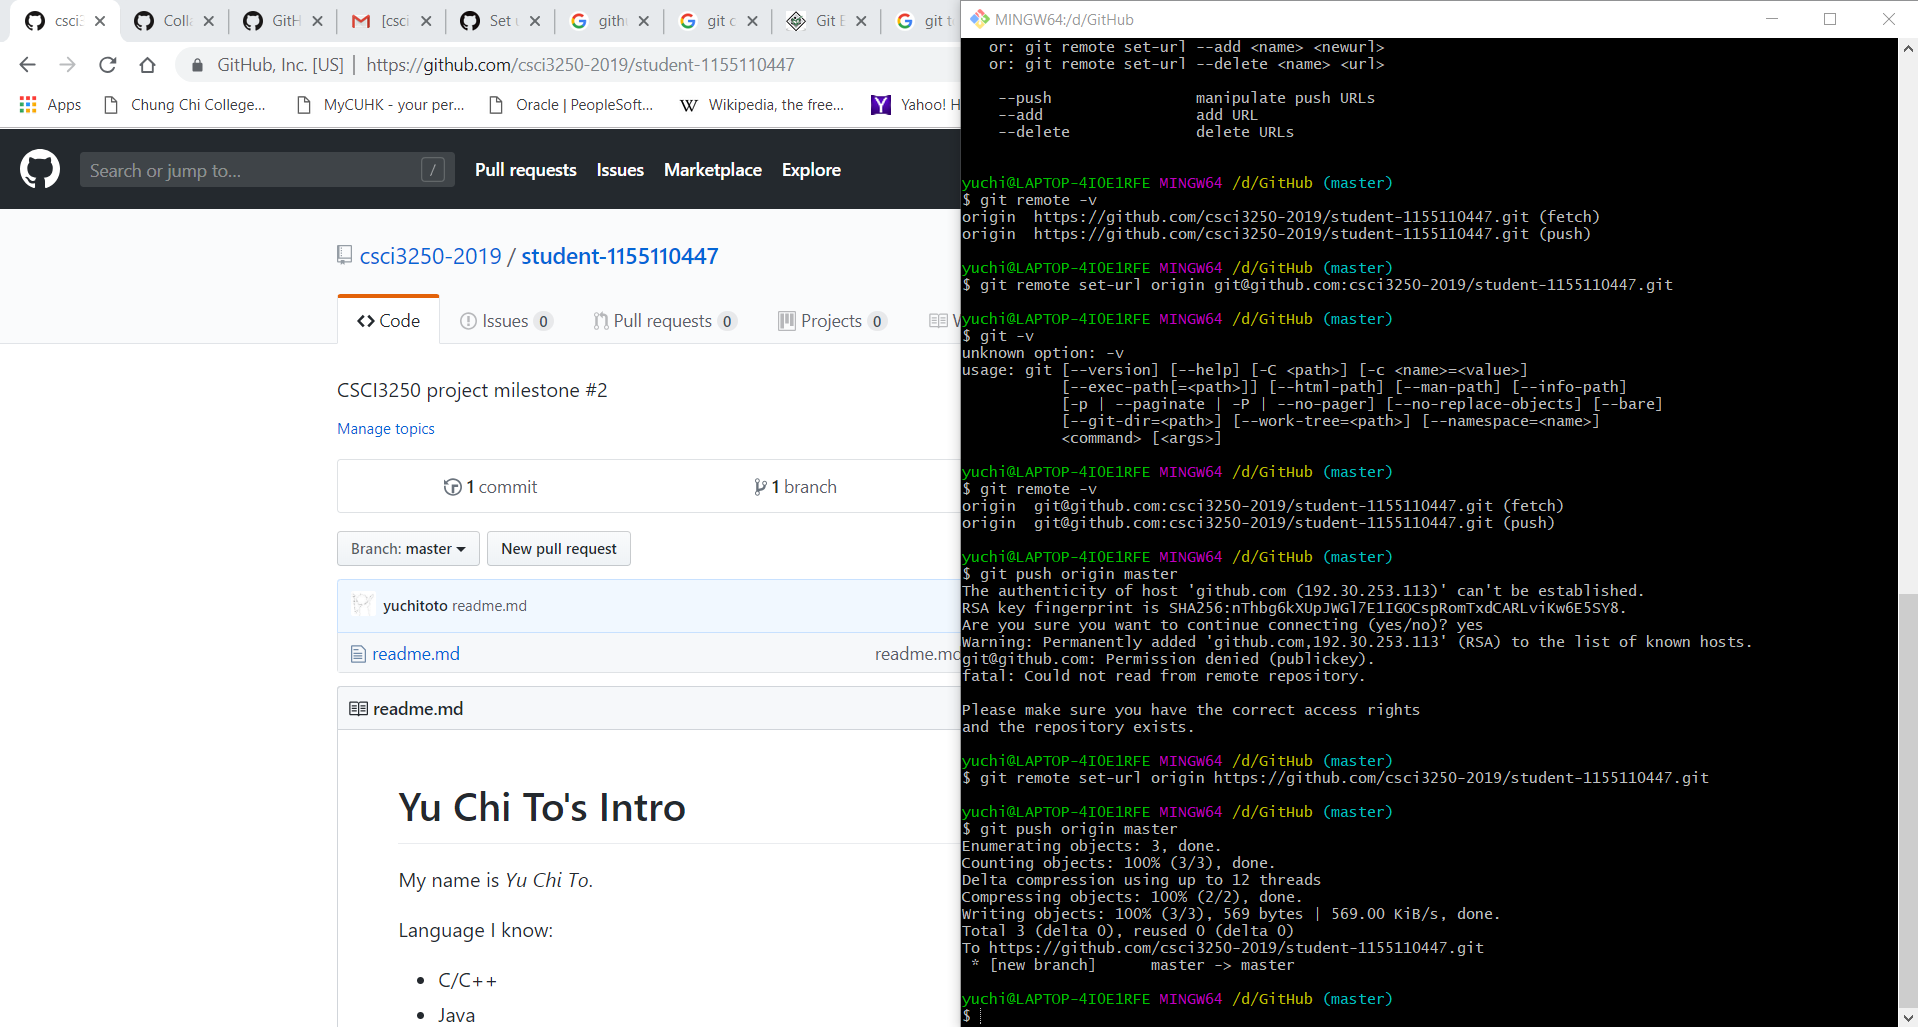 csci:
Coll
GitH
[csci
Set
gith
git c
Git E
git t
GitHub, Inc. [US] | https://github.com/csci3250-2019/student-1155110447
Apps
Chung Chi College...
MyCUHK - your per...
Oracle | PeopleSoft...
Wikipedia, the free...
Yahoo! H
Search or jump to... /
Pull requests
Issues
Marketplace
Explore
csci3250-2019 / student-1155110447
Code
Issues 0
Pull requests 0
Projects 0
CSCI3250 project milestone #2
Manage topics
1 commit
1 branch
Branch: master
New pull request
yuchitoto readme.md
readme.md readme.md
readme.md
Yu Chi To's Intro
My name is Yu Chi To.
Language I know:
• C/C++
• Java
MINGW64:/d/GitHub
or: git remote set-url --add <name> <newurl>
or: git remote set-url --delete <name> <url>
--push manipulate push URLs
--add add URL
--delete delete URLs
yuchi@LAPTOP-4IOE1RFE MINGW64 /d/GitHub (master)
$ git remote -v
origin https://github.com/csci3250-2019/student-1155110447.git (fetch)
origin https://github.com/csci3250-2019/student-1155110447.git (push)
yuchi@LAPTOP-4IOE1RFE MINGW64 /d/GitHub (master)
$ git remote set-url origin git@github.com:csci3250-2019/student-1155110447.git
yuchi@LAPTOP-4IOE1RFE MINGW64 /d/GitHub (master)
$ git -v
unknown option: -v
usage: git [--version] [--help] [-C <path>] [-c <name>=<value>]
[--exec-path[=<path>]] [--html-path] [--man-path] [--info-path]
[-p | --paginate | -P | --no-pager] [--no-replace-objects] [--bare]
[--git-dir=<path>] [--work-tree=<path>] [--namespace=<name>]
<command> [<args>]
yuchi@LAPTOP-4IOE1RFE MINGW64 /d/GitHub (master)
$ git remote -v
origin git@github.com:csci3250-2019/student-1155110447.git (fetch)
origin git@github.com:csci3250-2019/student-1155110447.git (push)
yuchi@LAPTOP-4IOE1RFE MINGW64 /d/GitHub (master)
$ git push origin master
The authenticity of host 'github.com (192.30.253.113)' can't be established.
RSA key fingerprint is SHA256:nThbg6kXUpJWGl7E1IGOCspRomTxdCARLviKw6E5SY8.
Are you sure you want to continue connecting (yes/no)? yes
Warning: Permanently added 'github.com,192.30.253.113' (RSA) to the list of known hosts.
git@github.com: Permission denied (publickey).
fatal: Could not read from remote repository.
Please make sure you have the correct access rights
and the repository exists.
yuchi@LAPTOP-4IOE1RFE MINGW64 /d/GitHub (master)
$ git remote set-url origin https://github.com/csci3250-2019/student-1155110447.git
yuchi@LAPTOP-4IOE1RFE MINGW64 /d/GitHub (master)
$ git push origin master
Enumerating objects: 3, done.
Counting objects: 100% (3/3), done.
Delta compression using up to 12 threads
Compressing objects: 100% (2/2), done.
Writing objects: 100% (3/3), 569 bytes | 569.00 KiB/s, done.
Total 3 (delta 0), reused 0 (delta 0)
To https://github.com/csci3250-2019/student-1155110447.git
* [new branch] master -> master
yuchi@LAPTOP-4IOE1RFE MINGW64 /d/GitHub (master)
$